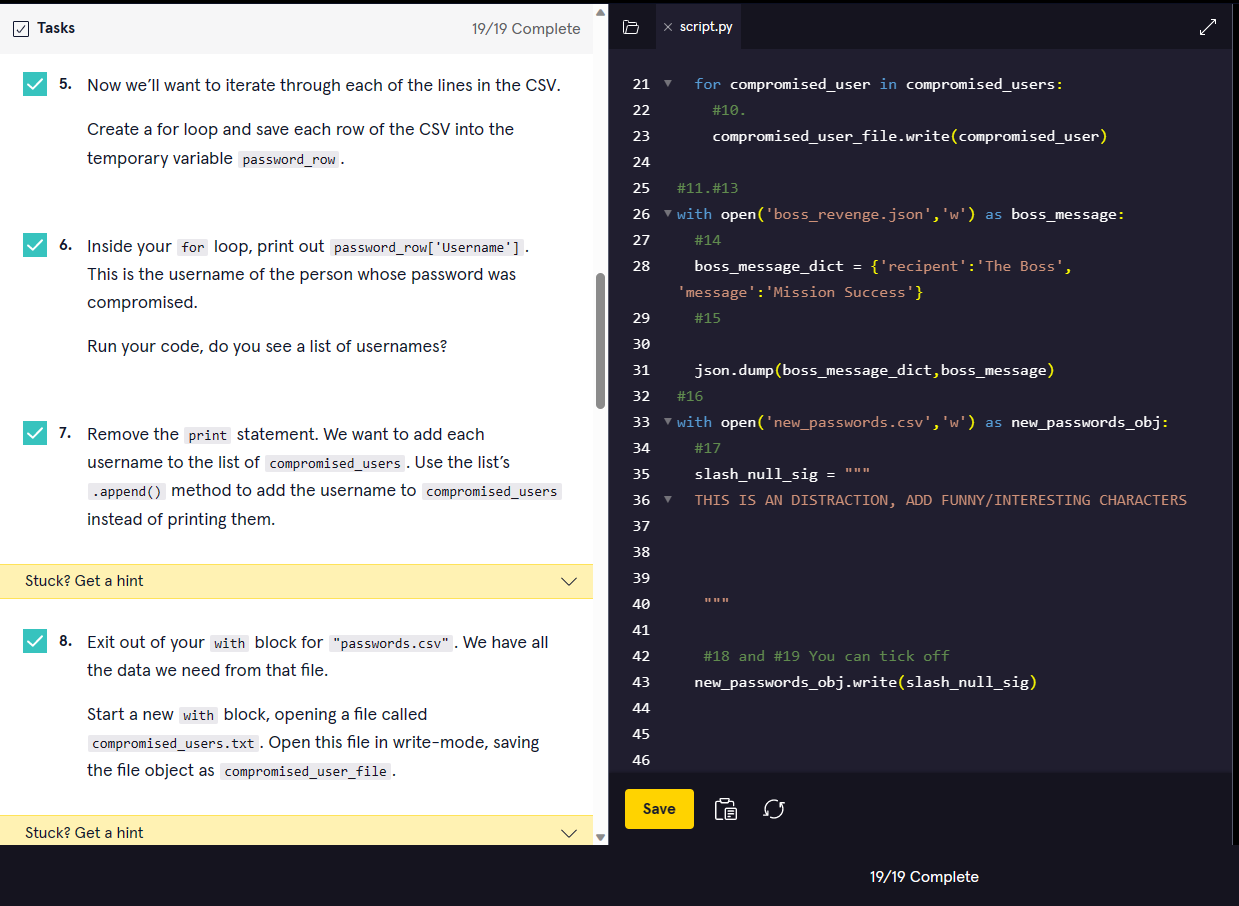 Tasks
19/19 Complete
5. Now we’ll want to iterate through each of the lines in the CSV.
Create a for loop and save each row of the CSV into the
temporary variable password_row.
6. Inside your for loop, print out password_row['Username'].
This is the username of the person whose password was
compromised.
Run your code, do you see a list of usernames?
7. Remove the print statement. We want to add each
username to the list of compromised_users. Use the list’s
.append() method to add the username to compromised_users
instead of printing them.
Stuck? Get a hint
8. Exit out of your with block for "passwords.csv". We have all
the data we need from that file.
Start a new with block, opening a file called
compromised_users.txt. Open this file in write-mode, saving
the file object as compromised_user_file.
Stuck? Get a hint
script.py
21 for compromised_user in compromised_users:
22 #10.
23 compromised_user_file.write(compromised_user)
24
25 #11.#13
26 with open('boss_revenge.json','w') as boss_message:
27 #14
28 boss_message_dict = {'recipent':'The Boss',
'message':'Mission Success'}
29 #15
30
31 json.dump(boss_message_dict,boss_message)
32 #16
33 with open('new_passwords.csv','w') as new_passwords_obj:
34 #17
35 slash_null_sig = """
36 THIS IS AN DISTRACTION, ADD FUNNY/INTERESTING CHARACTERS
37
38
39
40 """
41
42 #18 and #19 You can tick off
43 new_passwords_obj.write(slash_null_sig)
44
45
46
Save
19/19 Complete